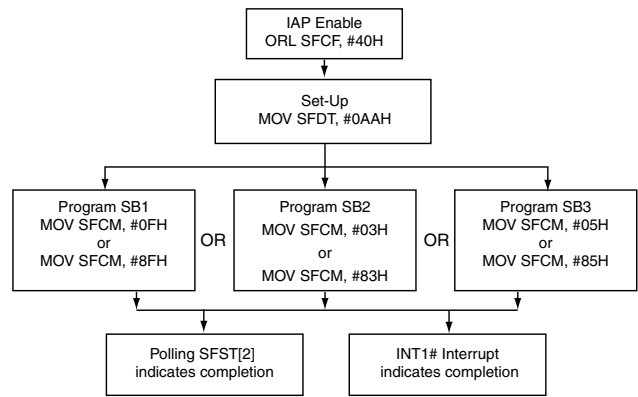 IAP Enable
ORL SFCF, #40H
Set-Up
MOV SFDT, #0AAH
Program SB1
MOV SFCM, #0FH
or
MOV SFCM, #8FH
OR
Program SB2
MOV SFCM, #03H
or
MOV SFCM, #83H
OR
Program SB3
MOV SFCM, #05H
or
MOV SFCM, #85H
Polling SFST[2]
indicates completion
INT1# Interrupt
indicates completion